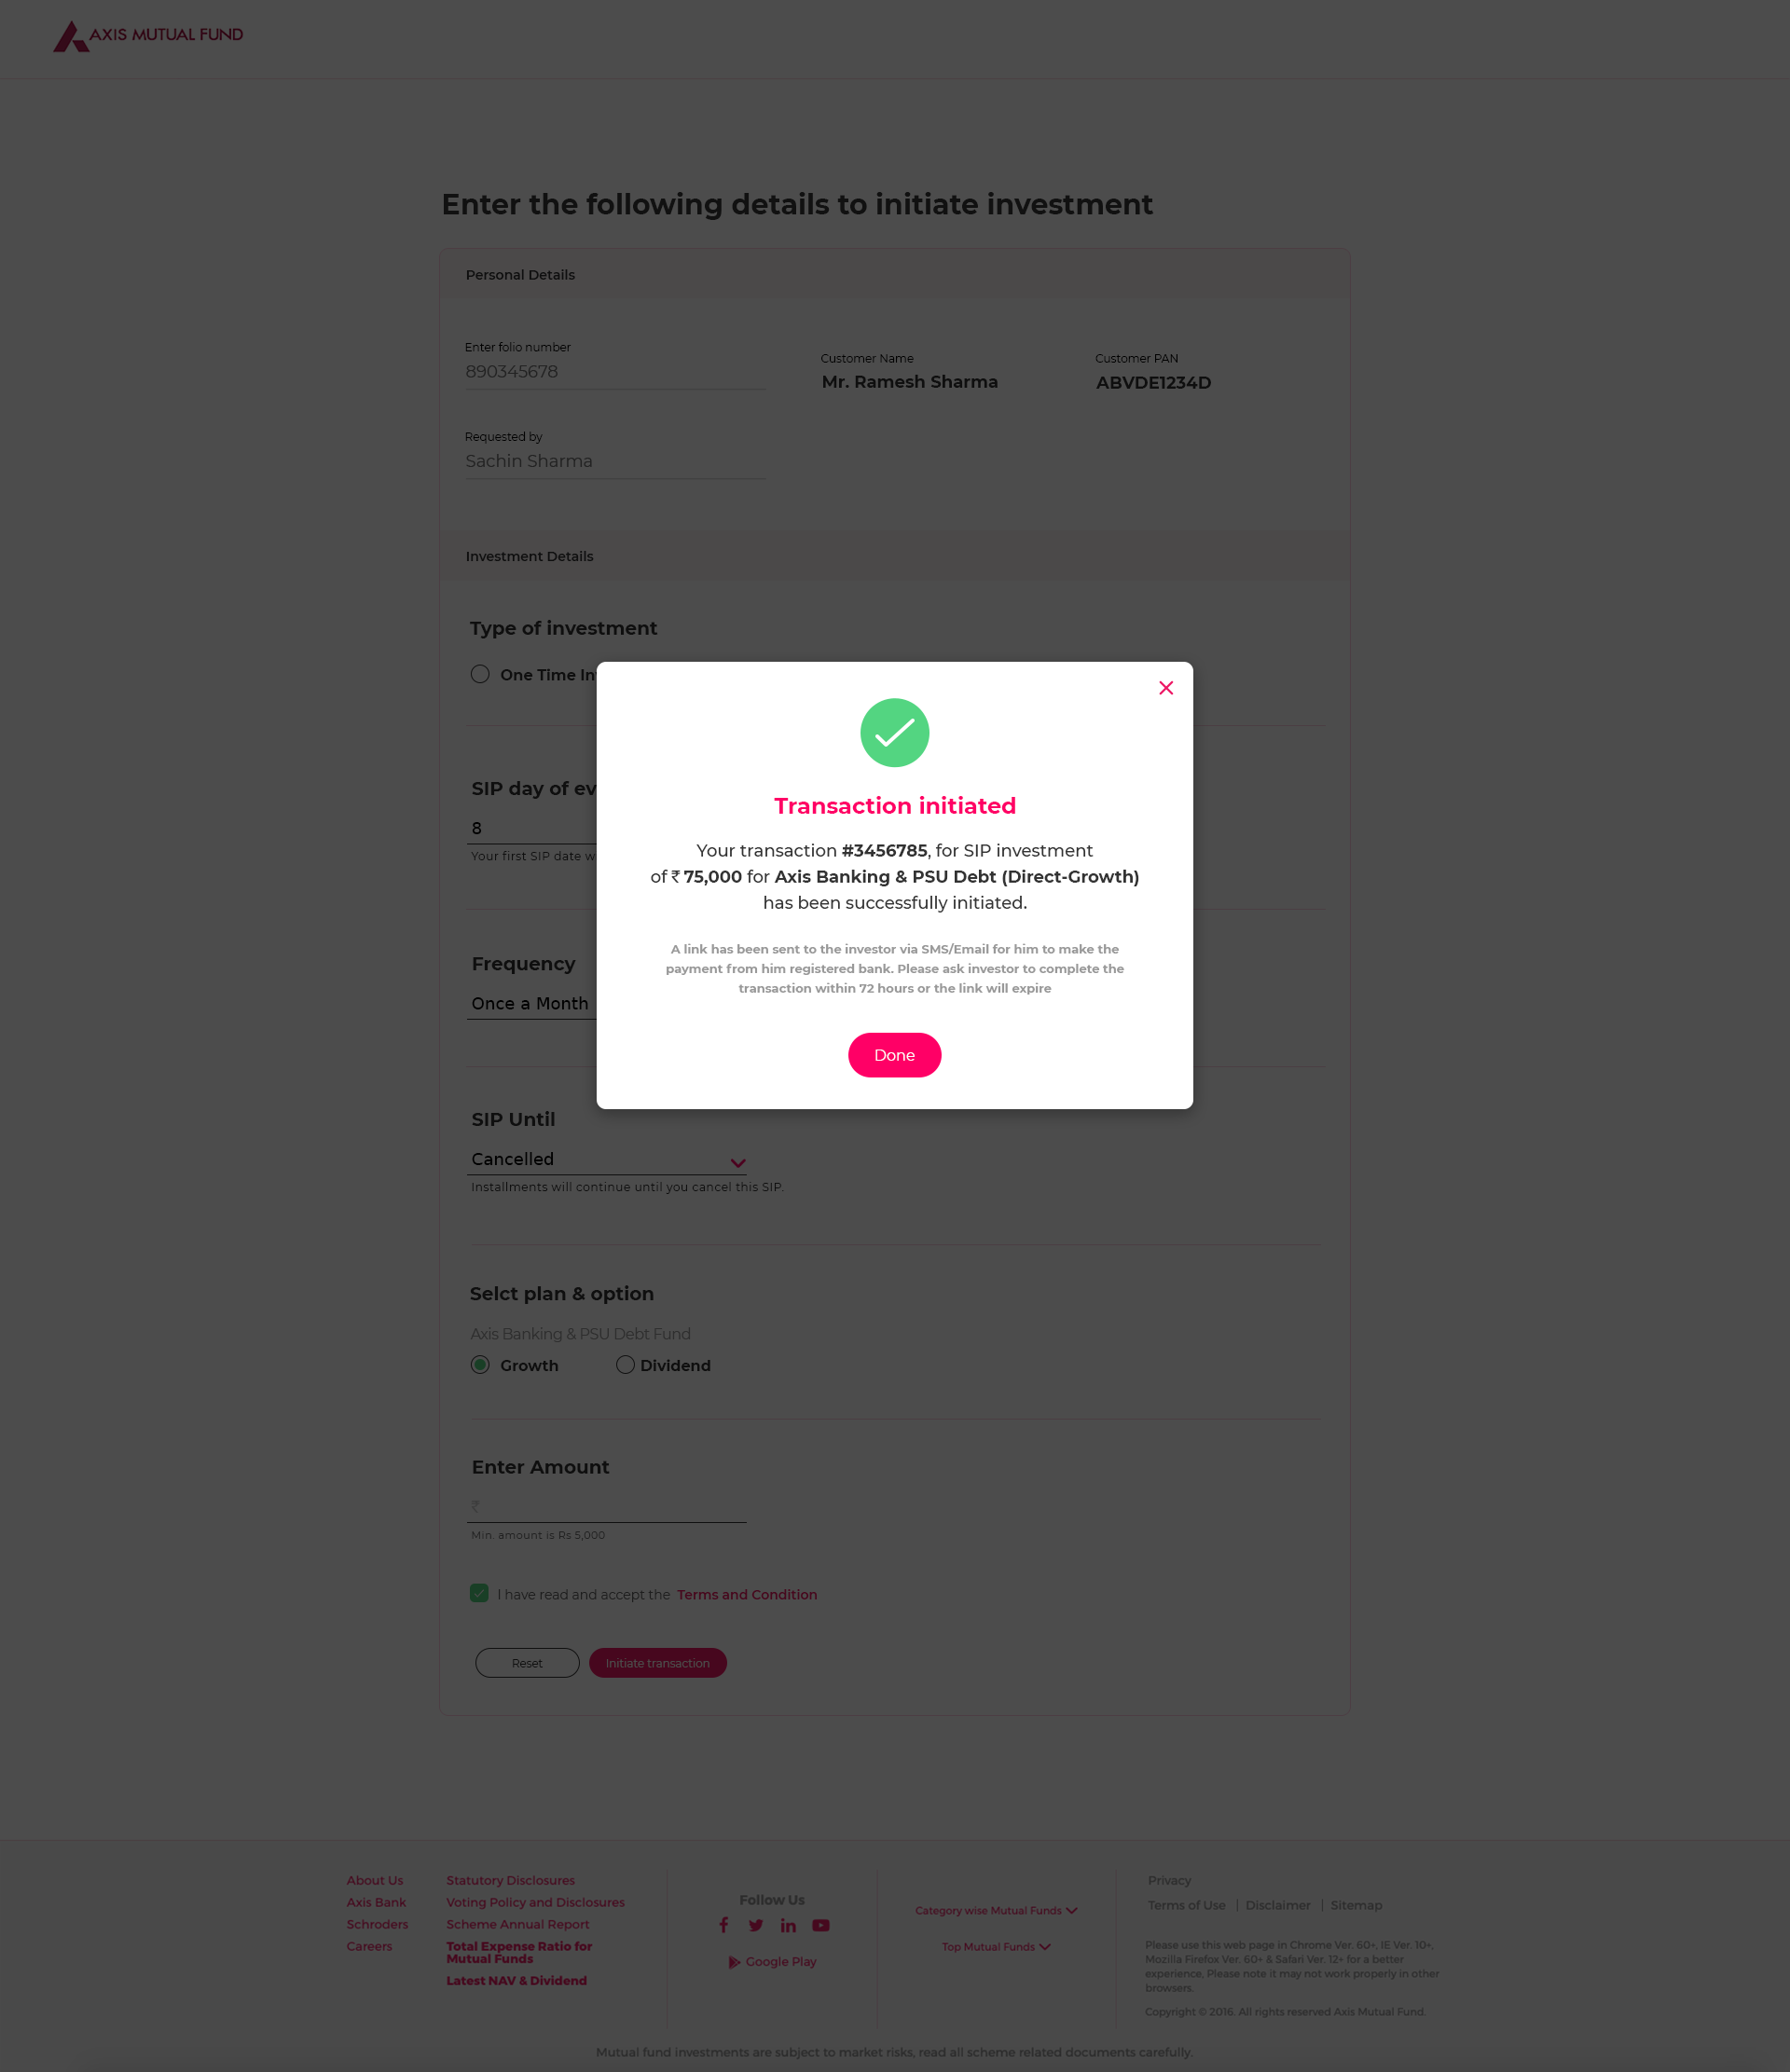 AXIS MUTUAL FUND
Enter the following details to initiate investment
Personal Details
Enter folio number
890345678
Customer Name
Mr. Ramesh Sharma
Customer PAN
ABVDE1234D
Requested by
Sachin Sharma
Investment Details
Type of investment
One Time In
SIP day of ev
8
Your first SIP date w
Frequency
Once a Month
Transaction initiated
Your transaction #3456785, for SIP investment
of ₹ 75,000 for Axis Banking & PSU Debt (Direct-Growth)
has been successfully initiated.
A link has been sent to the investor via SMS/Email for him to make the
payment from him registered bank. Please ask investor to complete the
transaction within 72 hours or the link will expire
Done
SIP Until
Cancelled
Installments will continue until you cancel this SIP.
Selct plan & option
Axis Banking & PSU Debt Fund
Growth Dividend
Enter Amount
₹
Min. amount is Rs 5,000
I have read and accept the Terms and Condition
Reset Initiate transaction
About Us
Axis Bank
Schroders
Careers
Statutory Disclosures
Voting Policy and Disclosures
Scheme Annual Report
Total Expense Ratio for
Mutual Funds
Latest NAV & Dividend
Follow Us
Google Play
Category wise Mutual Funds
Top Mutual Funds
Privacy
Terms of Use | Disclaimer | Sitemap
Please use this web page in Chrome Ver. 60+, IE Ver. 10+,
Mozilla Firefox Ver. 60+ & Safari Ver. 12+ for a better
experience, Please note it may not work properly in other
browsers.
Copyright © 2016. All rights reserved Axis Mutual Fund.
Mutual fund investments are subject to market risks, read all scheme related documents carefully.